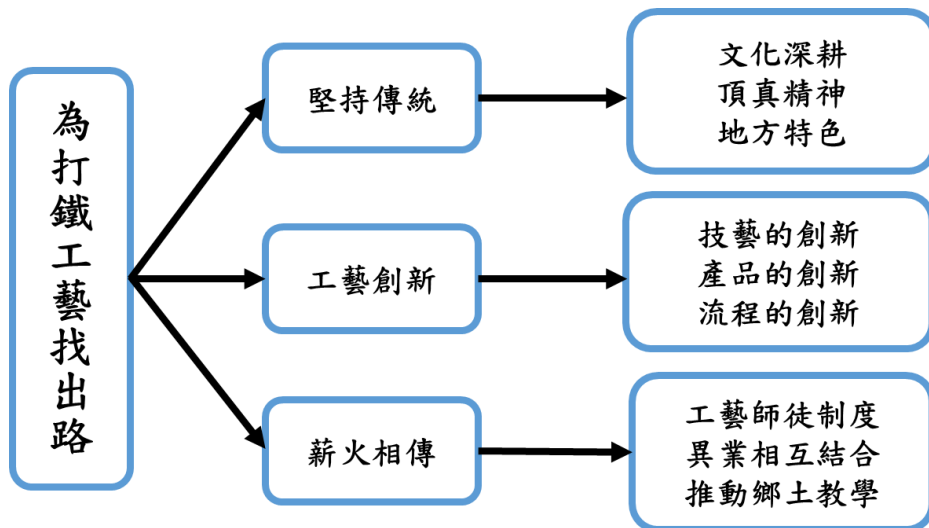 為打鐵工藝找出路
堅持傳統
文化深耕
頂真精神
地方特色
工藝創新
技藝的創新
產品的創新
流程的創新
薪火相傳
工藝師徒制度
異業相互結合
推動鄉土教學